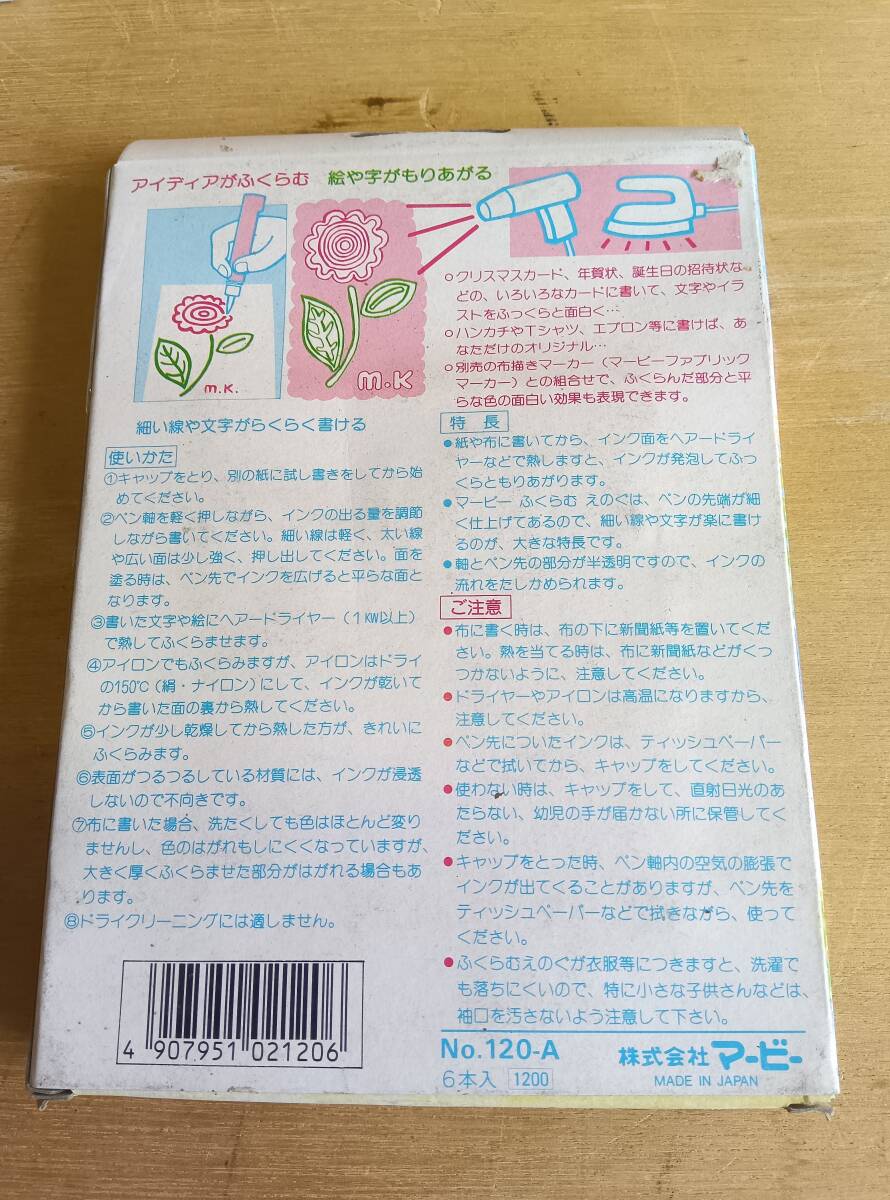 アイディアがふくらむ 絵や字がもりあがる
m.K.
m.K
細い線や文字がらくらく書ける
使いかた
①キャップをとり、別の紙に試し書きをしてから始
めてください。
②ペン軸を軽く押しながら、インクの出る量を調節
しながら書いてください。細い線は軽く、太い線
や広い面は少し強く、押し出してください。面を
塗る時は、ペン先でインクを広げると平らな面と
なります。
③書いた文字や絵にヘアードライヤー(1KW以上)
で熱してふくらませます。
④アイロンでもふくらみますが、アイロンはドライ
の150℃(絹・ナイロン)にして、インクが乾いて
から書いた面の裏から熱してください。
⑤インクが少し乾燥してから熱した方が、きれいに
ふくらみます。
⑥表面がつるつるしている材質には、インクが浸透
しないので不向きです。
⑦布に書いた場合、洗たくしても色はほとんど変り
ませんし、色のはがれもしにくくなっていますが、
大きく厚くふくらませた部分がはがれる場合もあ
ります。
⑧ドライクリーニングには適しません。
4 907951 021206
○クリスマスカード、年賀状、誕生日の招待状な
どの、いろいろなカードに書いて、文字やイラ
ストをふっくらと面白く…
○ハンカチやTシャツ、エプロン等に書けば、あ
なただけのオリジナル…
○別売の布描きマーカー(マービーファブリック
マーカー)との組合せで、ふくらんだ部分と平
らな色の面白い効果も表現できます。
特長
●紙や布に書いてから、インク面をヘアードライ
ヤーなどで熱しますと、インクが発泡してふっ
くらともりあがります。
●マービー ふくらむ えのぐは、ペンの先端が細
く仕上げてあるので、細い線や文字が楽に書け
るのが、大きな特長です。
●軸とペン先の部分が半透明ですので、インクの
流れをたしかめられます。
ご注意
●布に書く時は、布の下に新聞紙等を置いてくだ
さい。熱を当てる時は、布に新聞紙などがくっ
つかないように、注意してください。
●ドライヤーやアイロンは高温になりますから、
注意してください。
●ペン先についたインクは、ティッシュペーパー
などで拭いてから、キャップをしてください。
●使わない時は、キャップをして、直射日光のあ
たらない、幼児の手が届かない所に保管してく
ださい。
●キャップをとった時、ペン軸内の空気の膨張で
インクが出てくることがありますが、ペン先を
ティッシュペーパーなどで拭きながら、使って
ください。
●ふくらむえのぐが衣服等につきますと、洗濯で
も落ちにくいので、特に小さな子供さんなどは、
袖口を汚さないよう注意して下さい。
No.120-A 株式会社 マービー
6本入 1200 MADE IN JAPAN